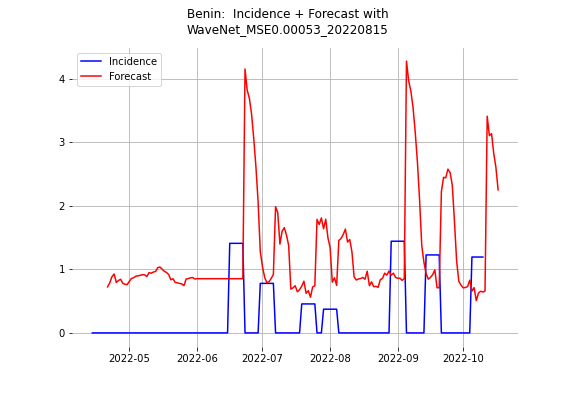 Benin:  Incidence + Forecast with
WaveNet_MSE0.00053_20220815
Incidence
Forecast
4
3
2
1
0
2022-05 2022-06 2022-07 2022-08 2022-09 2022-10